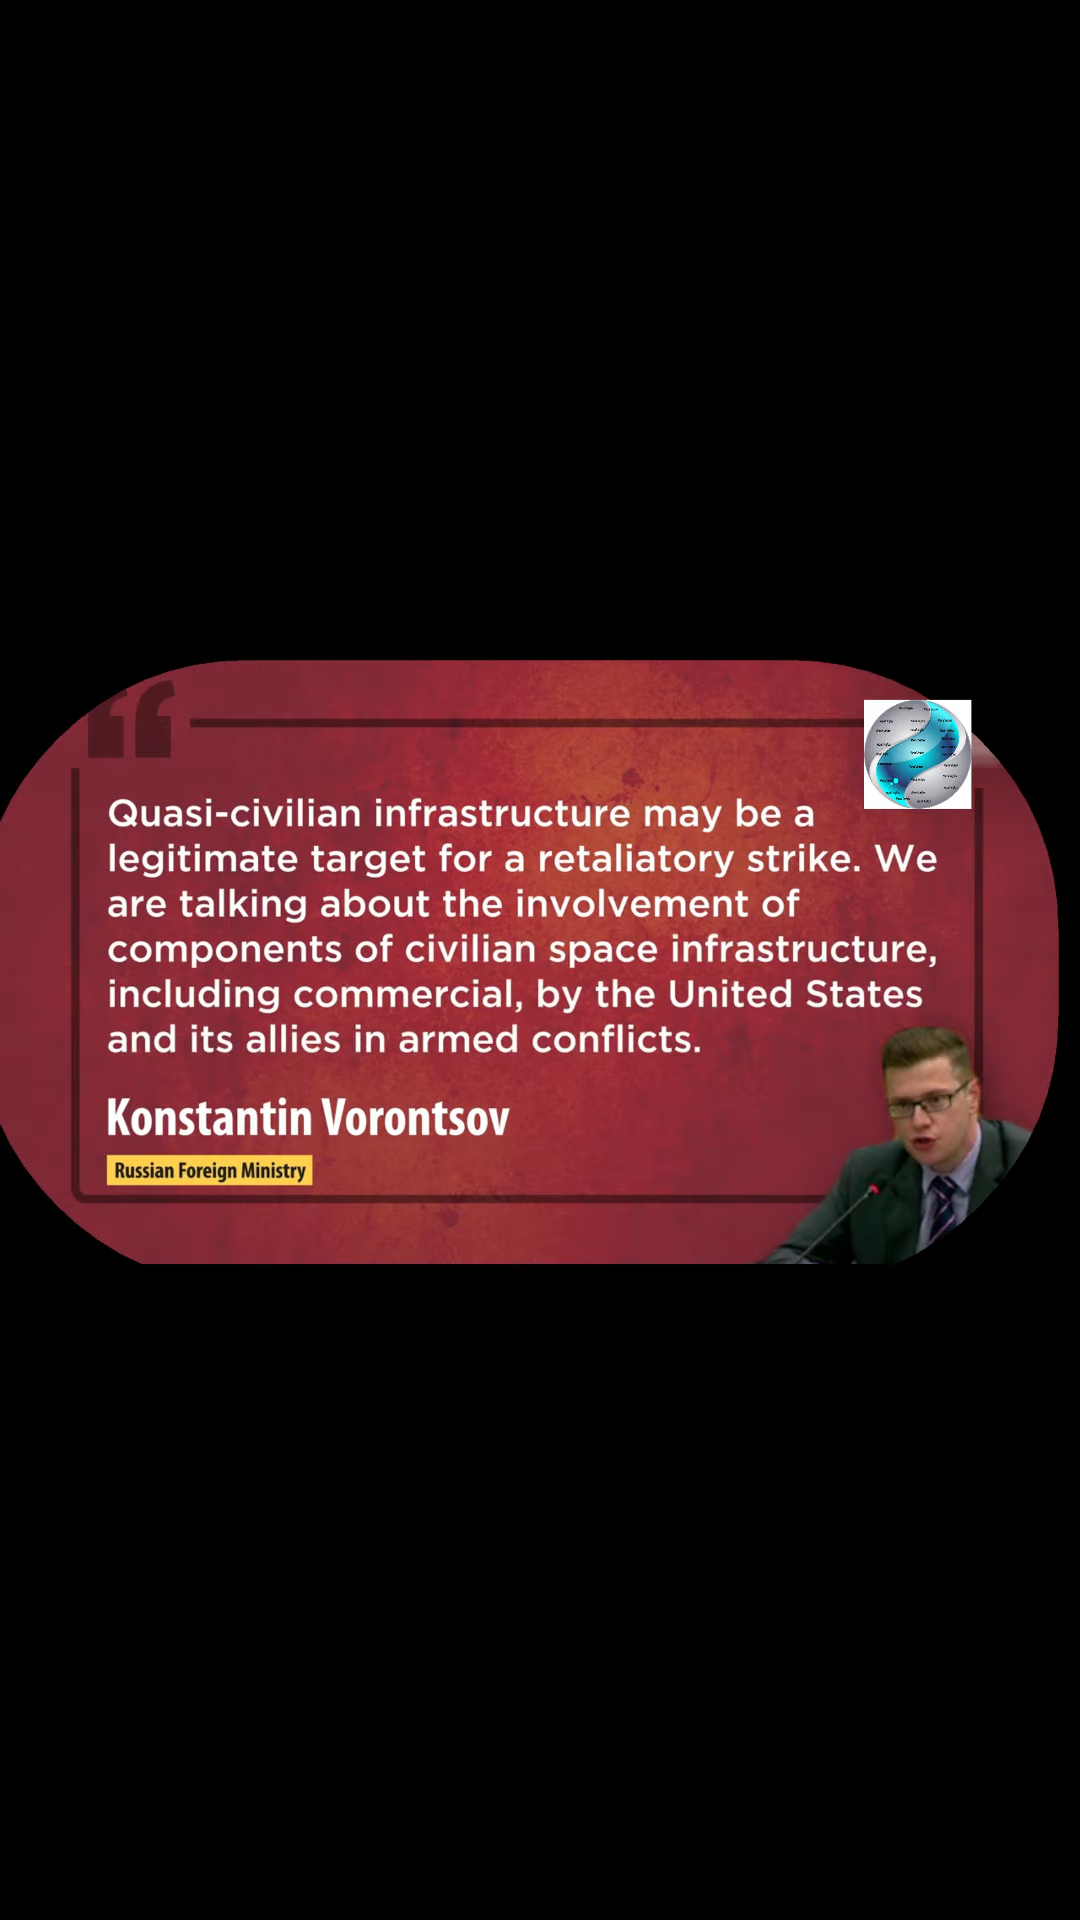 Quasi-civilian infrastructure may be a
legitimate target for a retaliatory strike. We
are talking about the involvement of
components of civilian space infrastructure,
including commercial, by the United States
and its allies in armed conflicts.
Konstantin Vorontsov
Russian Foreign Ministry